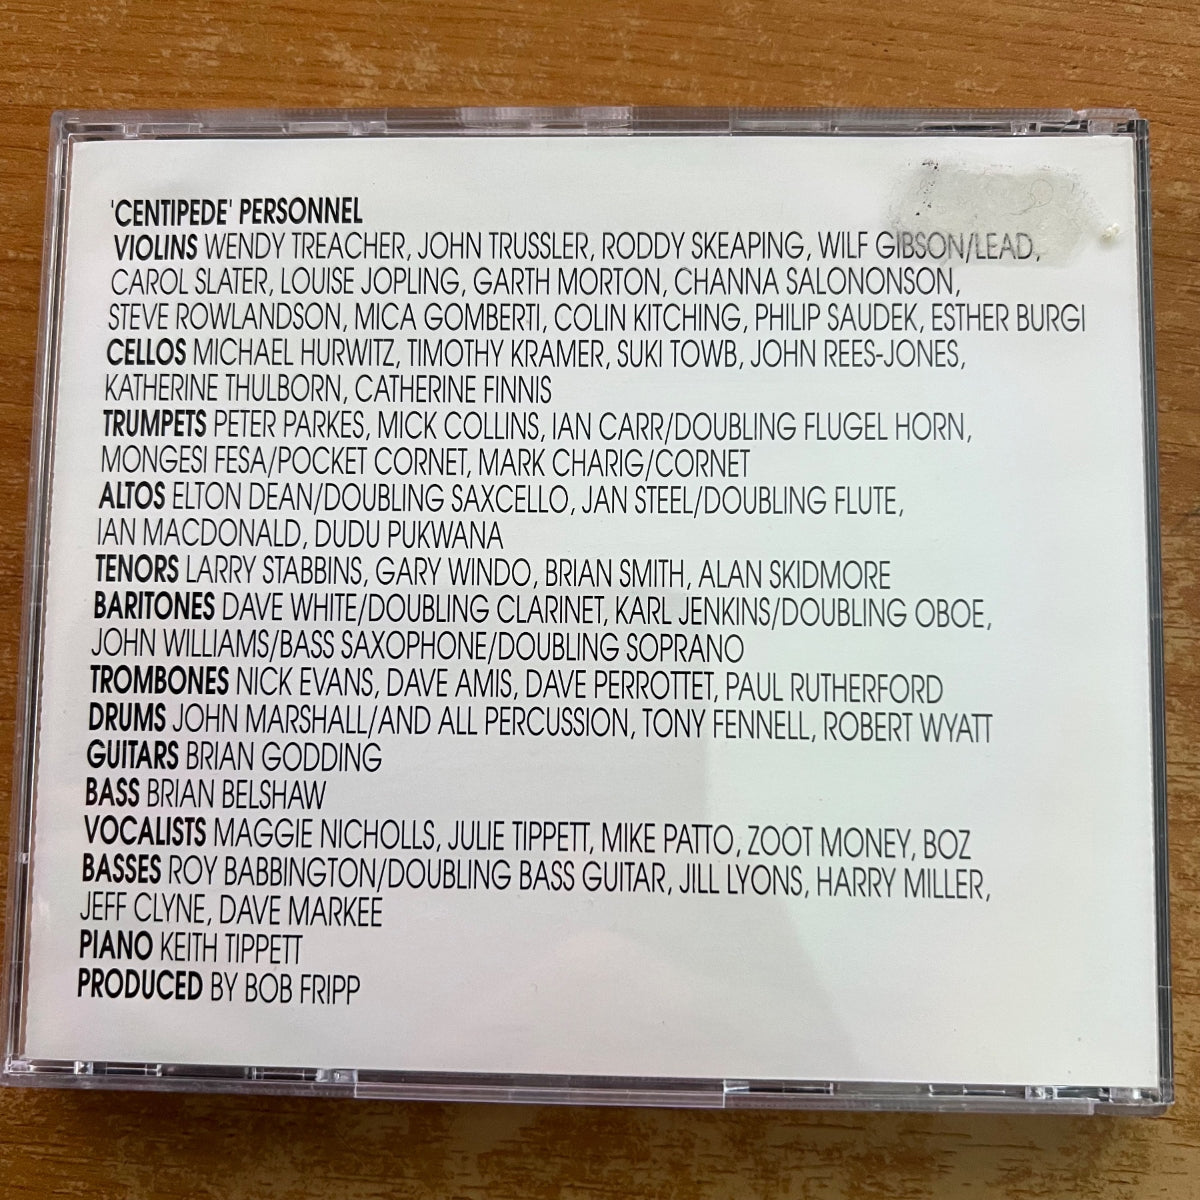 'CENTIPEDE' PERSONNEL
VIOLINS WENDY TREACHER, JOHN TRUSSLER, RODDY SKEAPING, WILF GIBSON/LEAD,
CAROL SLATER, LOUISE JOPLING, GARTH MORTON, CHANNA SALONONSON,
STEVE ROWLANDSON, MICA GOMBERTI, COLIN KITCHING, PHILIP SAUDEK, ESTHER BURGI
CELLOS MICHAEL HURWITZ, TIMOTHY KRAMER, SUKI TOWB, JOHN REES-JONES,
KATHERINE THULBORN, CATHERINE FINNIS
TRUMPETS PETER PARKES, MICK COLLINS, IAN CARR/DOUBLING FLUGEL HORN,
MONGESI FESA/POCKET CORNET, MARK CHARIG/CORNET
ALTOS ELTON DEAN/DOUBLING SAXCELLO, JAN STEEL/DOUBLING FLUTE,
IAN MACDONALD, DUDU PUKWANA
TENORS LARRY STABBINS, GARY WINDO, BRIAN SMITH, ALAN SKIDMORE
BARITONES DAVE WHITE/DOUBLING CLARINET, KARL JENKINS/DOUBLING OBOE,
JOHN WILLIAMS/BASS SAXOPHONE/DOUBLING SOPRANO
TROMBONES NICK EVANS, DAVE AMIS, DAVE PERROTTET, PAUL RUTHERFORD
DRUMS JOHN MARSHALL/AND ALL PERCUSSION, TONY FENNELL, ROBERT WYATT
GUITARS BRIAN GODDING
BASS BRIAN BELSHAW
VOCALISTS MAGGIE NICHOLLS, JULIE TIPPETT, MIKE PATTO, ZOOT MONEY, BOZ
BASSES ROY BABBINGTON/DOUBLING BASS GUITAR, JILL LYONS, HARRY MILLER,
JEFF CLYNE, DAVE MARKEE
PIANO KEITH TIPPETT
PRODUCED BY BOB FRIPP